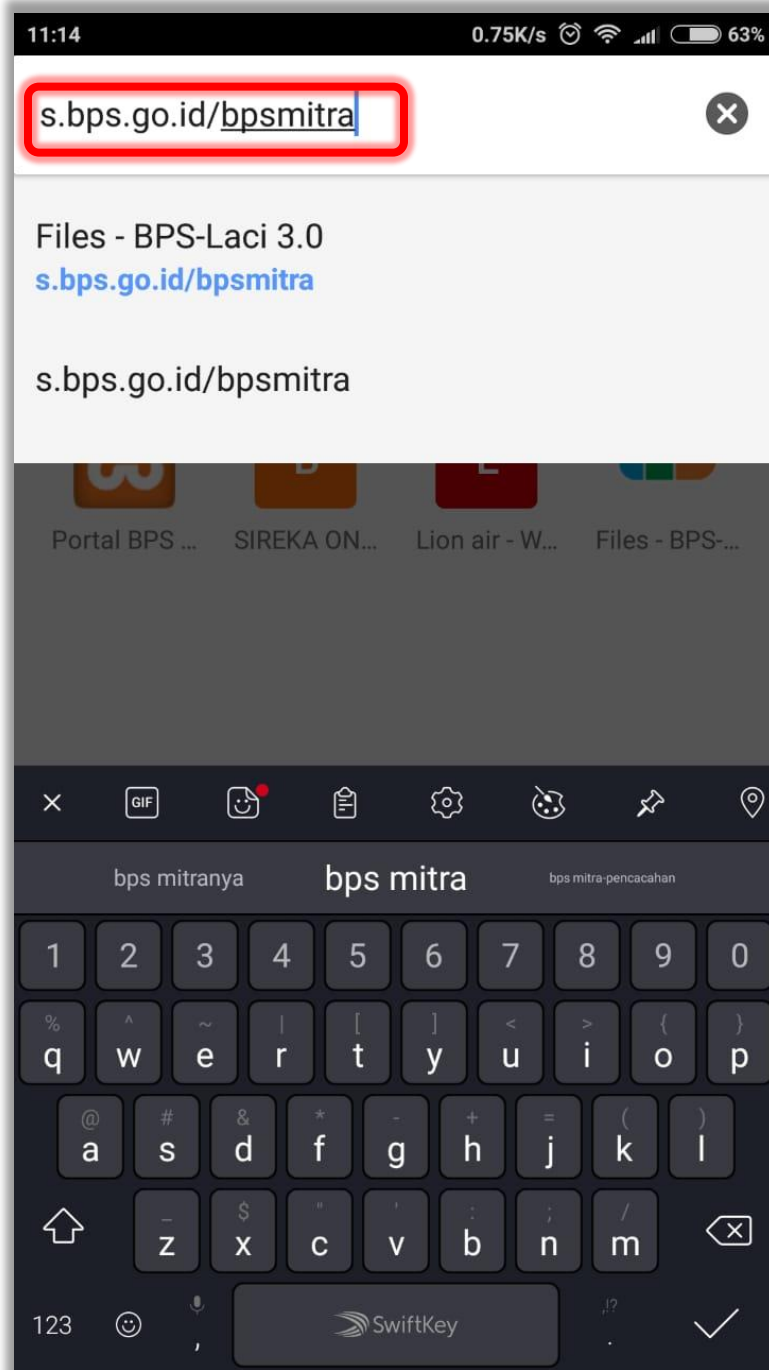 11:14 0.75K/s 63%
s.bps.go.id/bpsmitra
Files - BPS-Laci 3.0
s.bps.go.id/bpsmitra
s.bps.go.id/bpsmitra
B L
Portal BPS ... SIREKA ON... Lion air - W... Files - BPS-...
GIF
bps mitranya bps mitra bps mitra-pencacahan
1 2 3 4 5 6 7 8 9 0
% ^ ~ | [ ] < > { }
q w e r t y u i o p
@ # & * - + = ( )
a s d f g h j k l
_ $ " ' : ; /
z x c v b n m
123 , SwiftKey ,!? .